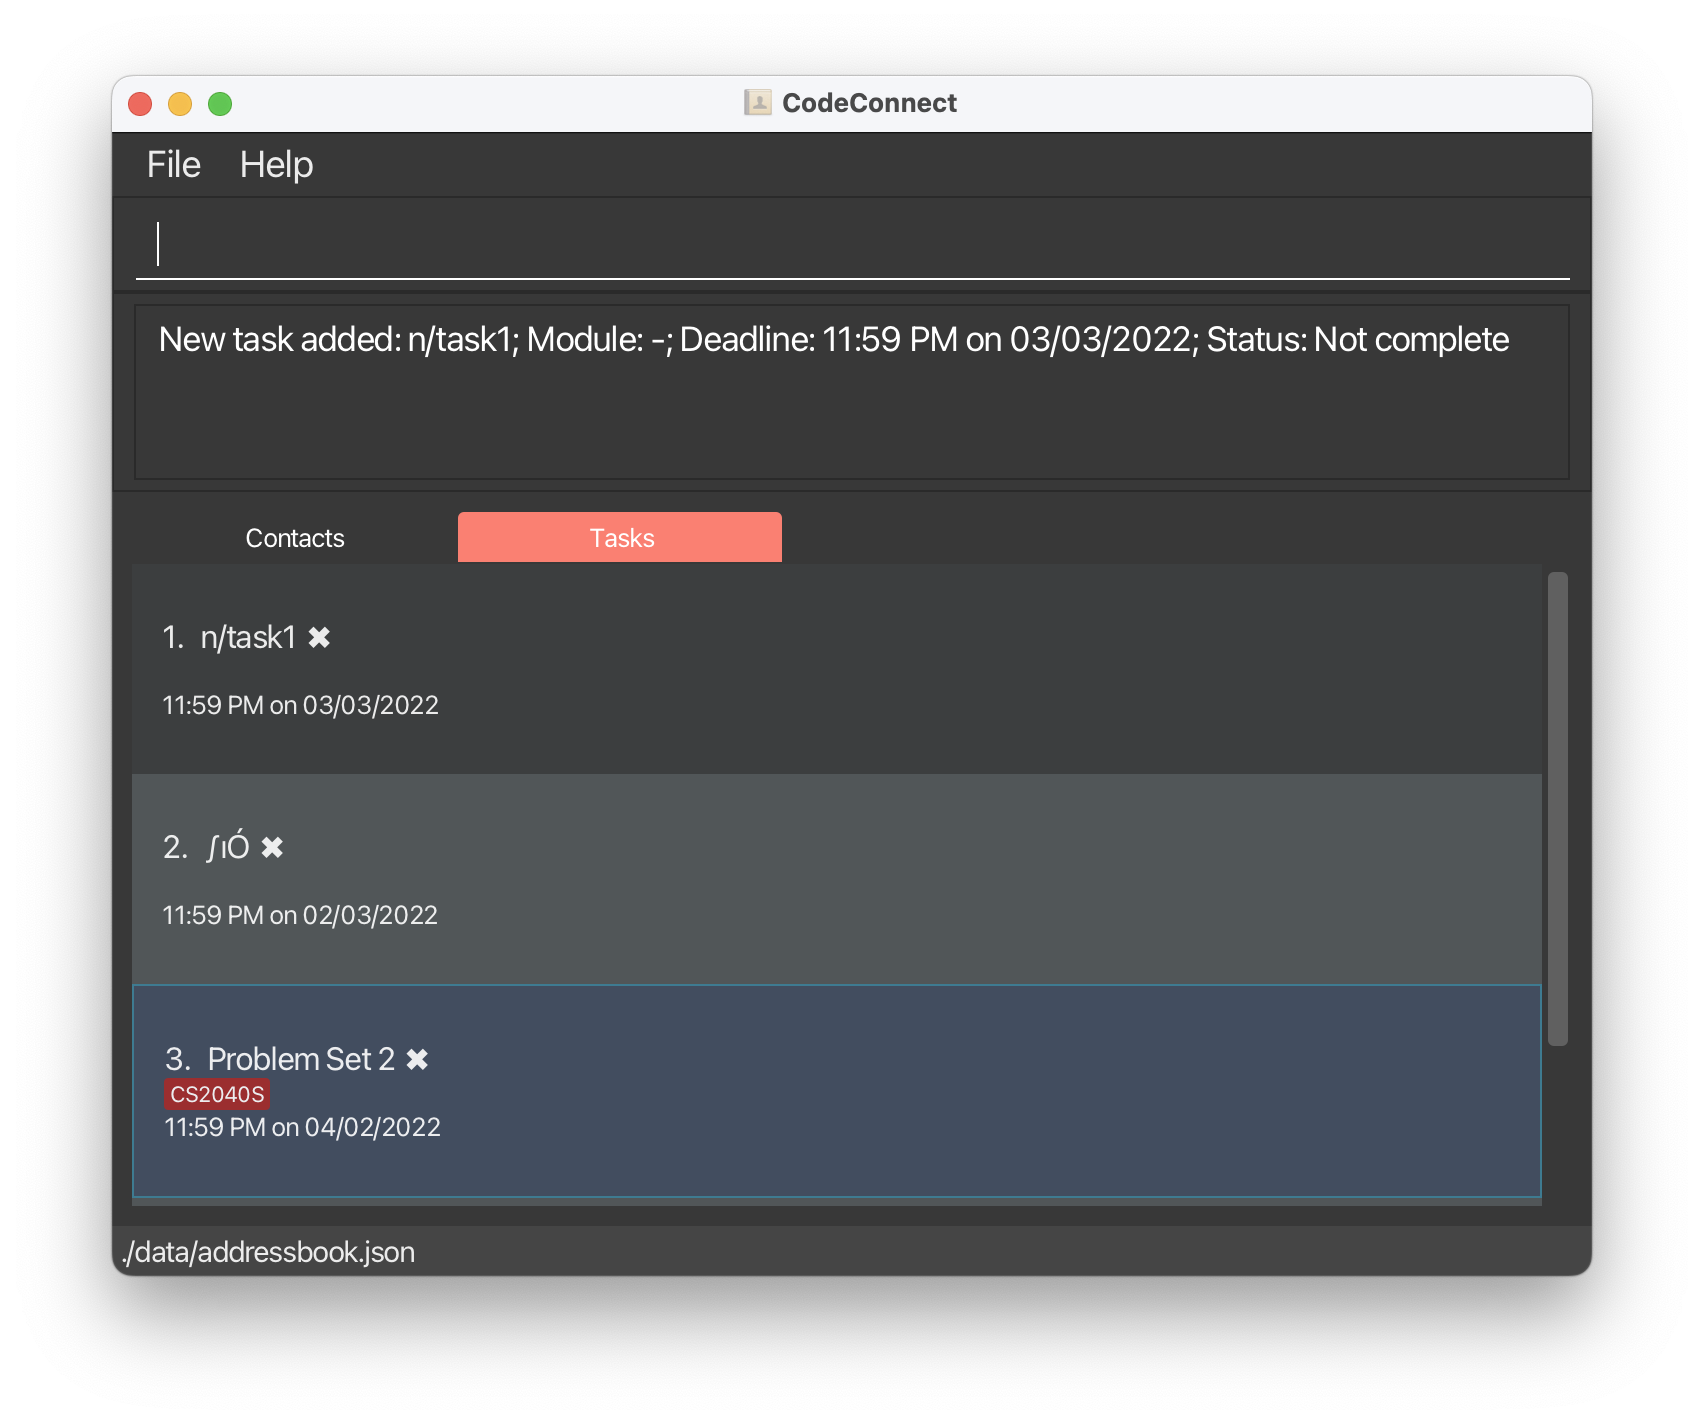 CodeConnect
File Help
New task added: n/task1; Module: -; Deadline: 11:59 PM on 03/03/2022; Status: Not complete
Contacts Tasks
1. n/task1 ✖
11:59 PM on 03/03/2022
2. ʃıÓ ✖
11:59 PM on 02/03/2022
3. Problem Set 2 ✖
CS2040S
11:59 PM on 04/02/2022
./data/addressbook.json